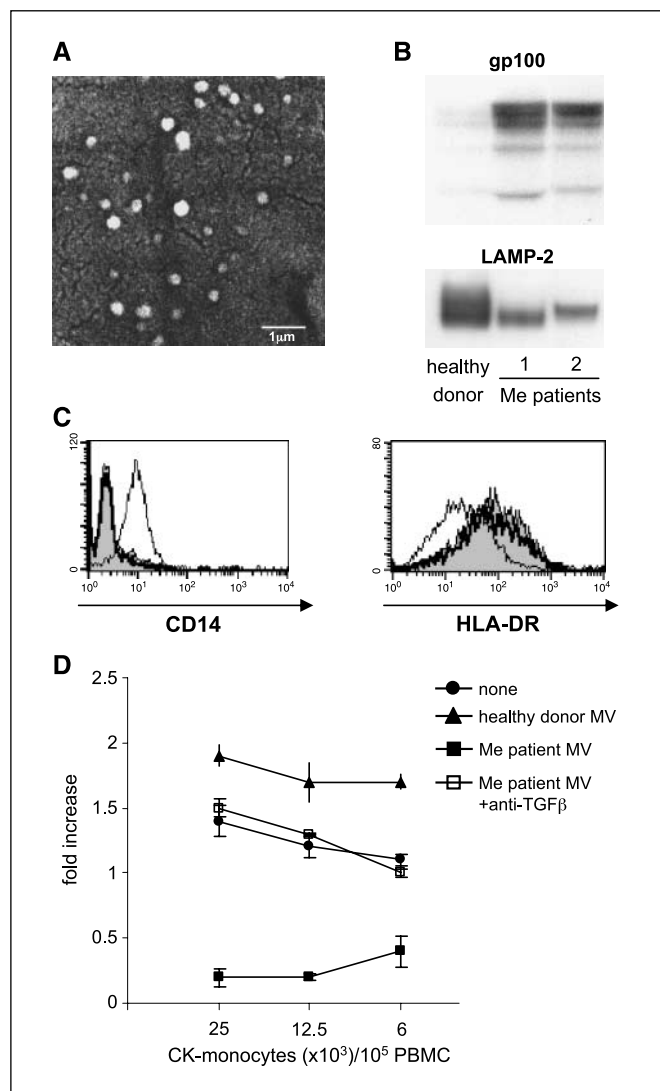 A
1μm
B
gp100
LAMP-2
healthy donor
1 2
Me patients
C
120
0
10⁰ 10¹ 10² 10³ 10⁴
CD14
80
0
10⁰ 10¹ 10² 10³ 10⁴
HLA-DR
D
2.5
2
1.5
1
0.5
0
fold increase
25 12.5 6
CK-monocytes (x10³)/10⁵ PBMC
none
healthy donor MV
Me patient MV
Me patient MV
+anti-TGFβ